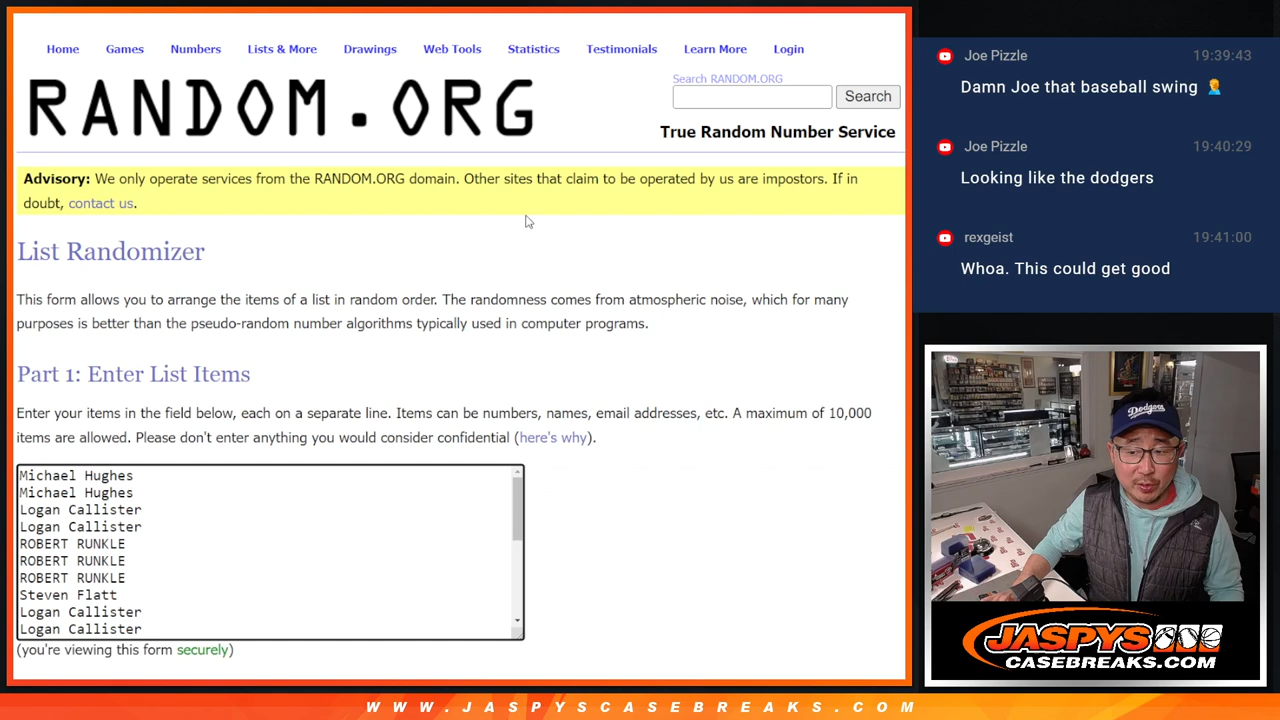 Home Games Numbers Lists & More Drawings Web Tools Statistics Testimonials Learn More Login
RANDOM.ORG
Search RANDOM.ORG
Search
True Random Number Service
Advisory: We only operate services from the RANDOM.ORG domain. Other sites that claim to be operated by us are impostors. If in
doubt, contact us.
List Randomizer
This form allows you to arrange the items of a list in random order. The randomness comes from atmospheric noise, which for many
purposes is better than the pseudo-random number algorithms typically used in computer programs.
Part 1: Enter List Items
Enter your items in the field below, each on a separate line. Items can be numbers, names, email addresses, etc. A maximum of 10,000
items are allowed. Please don't enter anything you would consider confidential (here's why).
Michael Hughes
Michael Hughes
Logan Callister
Logan Callister
ROBERT RUNKLE
ROBERT RUNKLE
ROBERT RUNKLE
Steven Flatt
Logan Callister
Logan Callister
(you're viewing this form securely)
Joe Pizzle 19:39:43
Damn Joe that baseball swing 🤦
Joe Pizzle 19:40:29
Looking like the dodgers
rexgeist 19:41:00
Whoa. This could get good
Dodgers
JASPYS
CASEBREAKS.COM
WWW.JASPYSCASEBREAKS.COM